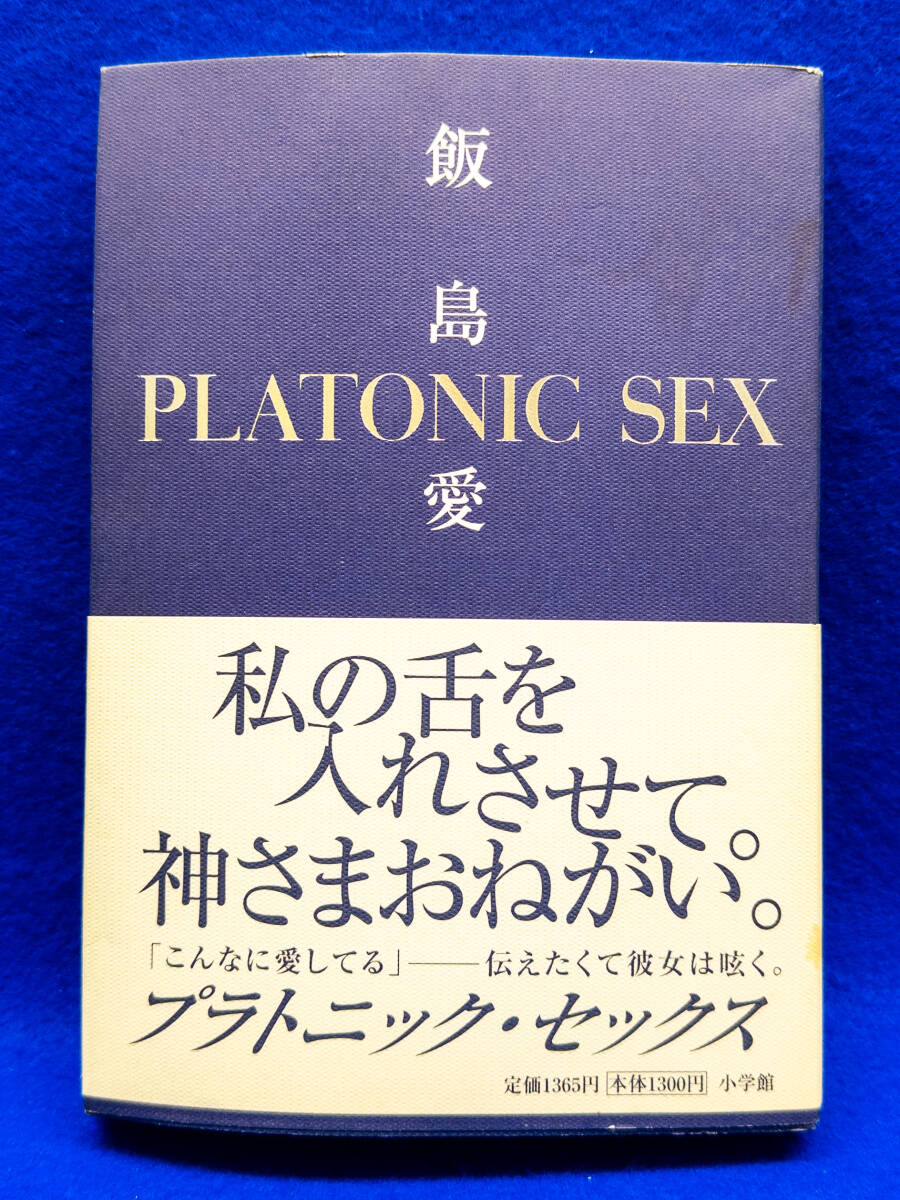 飯島愛
PLATONIC SEX
私の舌を
入れさせて。
神さまおねがい。
「こんなに愛してる」——伝えたくて彼女は呟く。
プラトニック・セックス
定価1365円 本体1300円 小学館